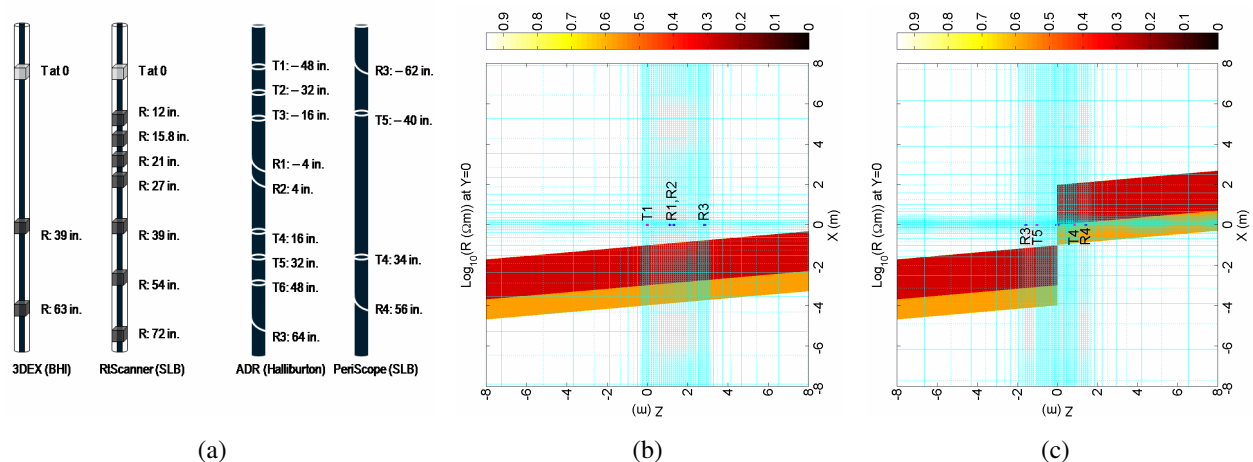 T at 0
R: 39 in.
R: 63 in.
3DEX (BHI)
T at 0
R: 12 in.
R: 15.8 in.
R: 21 in.
R: 27 in.
R: 39 in.
R: 54 in.
R: 72 in.
RtScanner (SLB)
T1: – 48 in.
T2: – 32 in.
T3: – 16 in.
R1: – 4 in.
R2: 4 in.
T4: 16 in.
T5: 32 in.
T6: 48 in.
R3: 64 in.
ADR (Halliburton)
R3: – 62 in.
T5: – 40 in.
T4: 34 in.
R4: 56 in.
PeriScope (SLB)
(a)
0.9 0.8 0.7 0.6 0.5 0.4 0.3 0.2 0.1 0
Log10(R (Ωm)) at Y=0
T1
R1,R2
R3
8
6
4
2
0
-2
-4
-6
-8
X (m)
-8 -6 -4 -2 0 2 4 6 8
Z (m)
(b)
0.9 0.8 0.7 0.6 0.5 0.4 0.3 0.2 0.1 0
Log10(R (Ωm)) at Y=0
R3
T5
T4
R4
8
6
4
2
0
-2
-4
-6
-8
X (m)
-8 -6 -4 -2 0 2 4 6 8
Z (m)
(c)